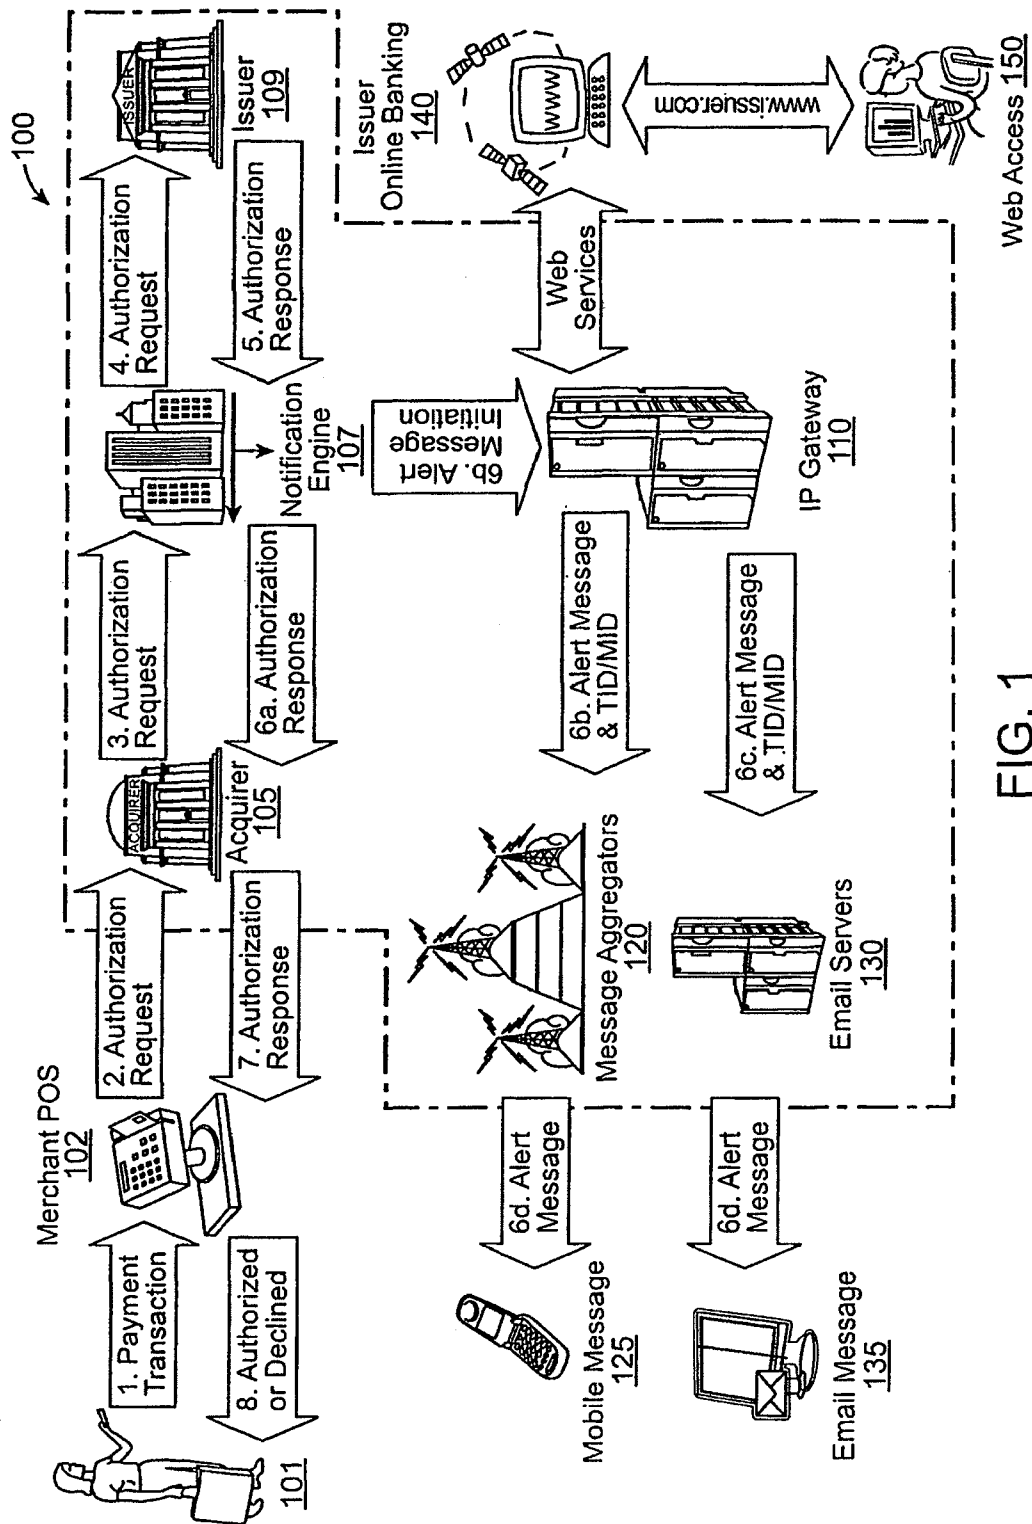 100
Merchant POS
102
1. Payment
Transaction
2. Authorization
Request
3. Authorization
Request
4. Authorization
Request
ISSUER
Issuer
109
ACQUIRER
Acquirer
105
Notification
Engine
107
5. Authorization
Response
6a. Authorization
Response
7. Authorization
Response
8. Authorized
or Declined
101
6b. Alert
Message
Initiation
Issuer
Online Banking
140
WWW
Web
Services
www.issuer.com
Web Access 150
IP Gateway
110
6b. Alert Message
& TID/MID
6c. Alert Message
& TID/MID
Message Aggregators
120
Email Servers
130
6d. Alert
Message
6d. Alert
Message
Mobile Message
125
Email Message
135
FIG. 1